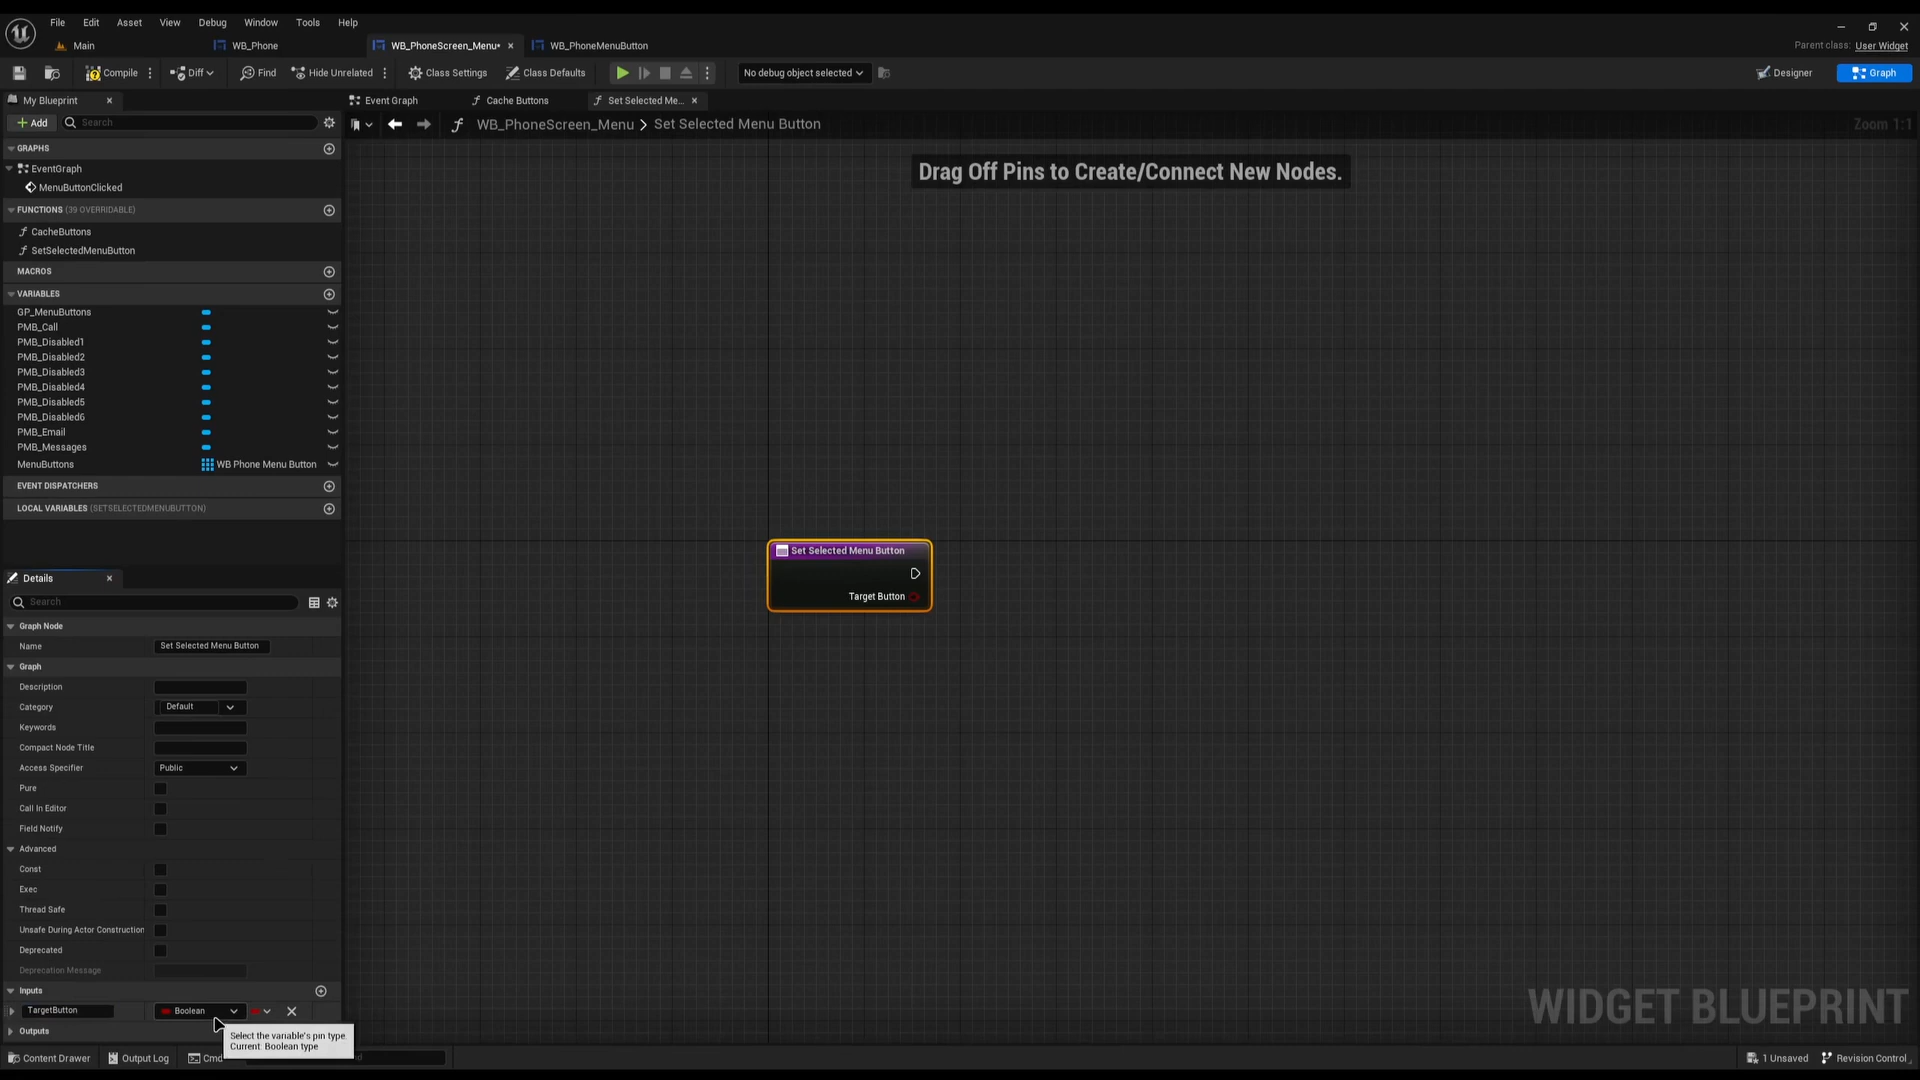 File Edit Asset View Debug Window Tools Help
Main WB_Phone WB_PhoneScreen_Menu* WB_PhoneMenuButton
Parent class: User Widget
Compile Diff Find Hide Unrelated Class Settings Class Defaults No debug object selected Designer Graph
My Blueprint Event Graph Cache Buttons Set Selected Me...
Add Search WB_PhoneScreen_Menu > Set Selected Menu Button Zoom 1:1
GRAPHS
EventGraph
MenuButtonClicked
FUNCTIONS (39 OVERRIDABLE)
CacheButtons
SetSelectedMenuButton
MACROS
VARIABLES
GP_MenuButtons
PMB_Call
PMB_Disabled1
PMB_Disabled2
PMB_Disabled3
PMB_Disabled4
PMB_Disabled5
PMB_Disabled6
PMB_Email
PMB_Messages
MenuButtons WB Phone Menu Button
EVENT DISPATCHERS
LOCAL VARIABLES (SETSELECTEDMENUBUTTON)
Drag Off Pins to Create/Connect New Nodes.
Set Selected Menu Button
Target Button
Details
Search
Graph Node
Name Set Selected Menu Button
Graph
Description
Category Default
Keywords
Compact Node Title
Access Specifier Public
Pure
Call In Editor
Field Notify
Advanced
Const
Exec
Thread Safe
Unsafe During Actor Construction
Deprecated
Deprecation Message
Inputs
TargetButton Boolean
Outputs
Select the variable's pin type.
Current: Boolean type
WIDGET BLUEPRINT
Content Drawer Output Log Cmd 1 Unsaved Revision Control